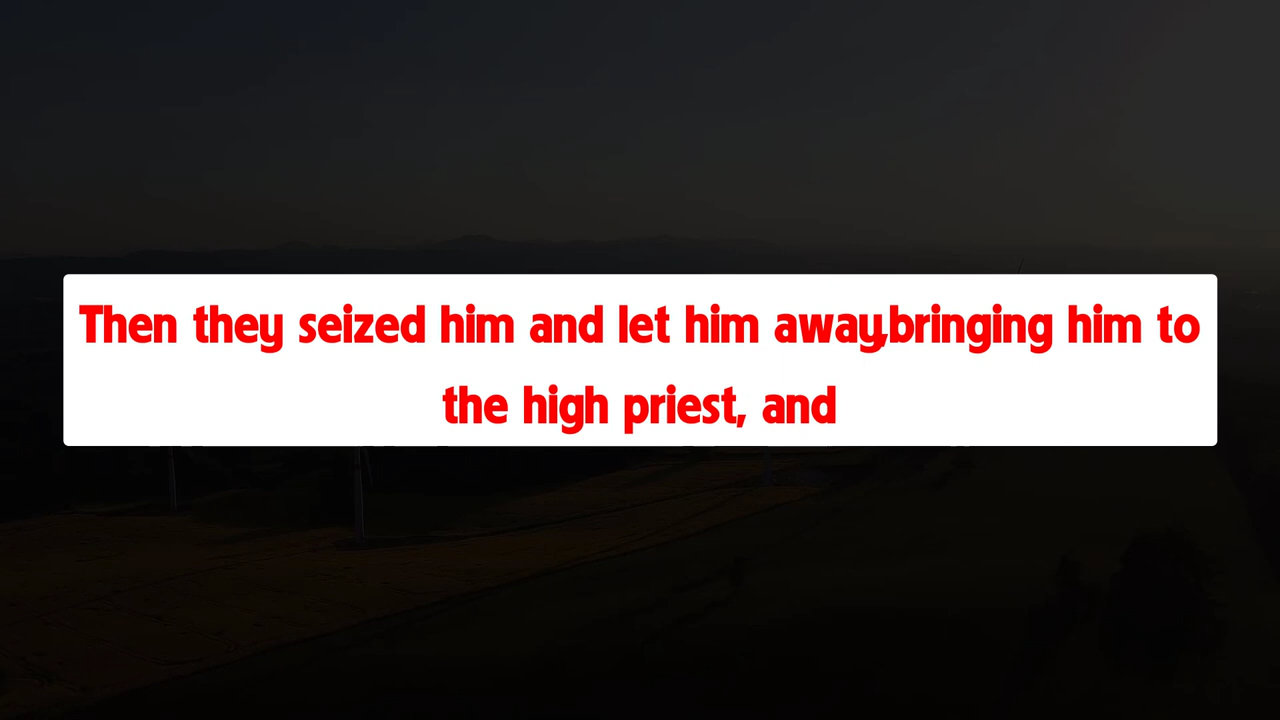 Then they seized him and let him away,bringing him to
the high priest, and